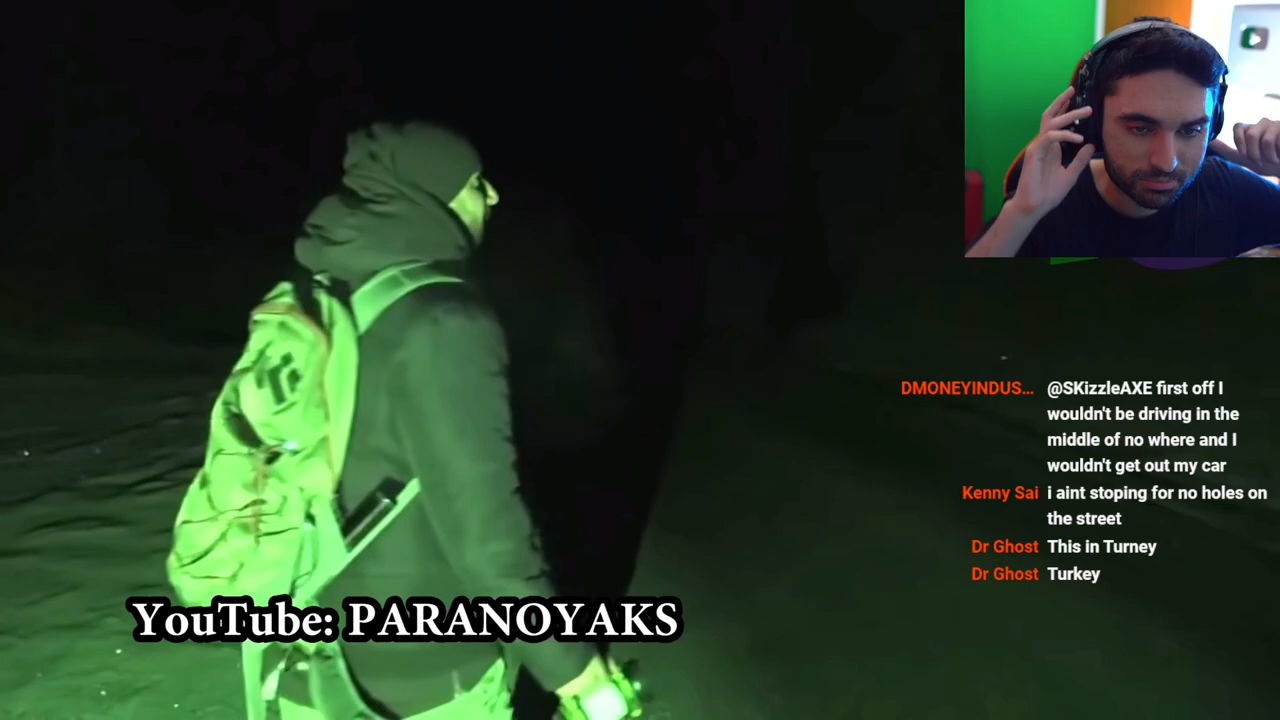 DMONEYINDUS... @SKizzleAXE first off I
wouldn't be driving in the
middle of no where and I
wouldn't get out my car
Kenny Sai i aint stoping for no holes on
the street
Dr Ghost This in Turney
Dr Ghost Turkey
YouTube: PARANOYAKS